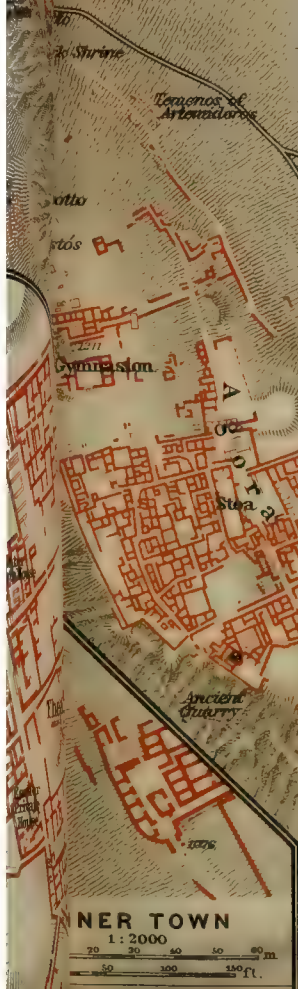 k Shrine
Temenos of
Artemidoros
otto
stós
Gymnasion
Agora
Stoa
Ancient
Quarry
NER TOWN
1:2000
20 30 40 50 60 m
50 100 150 ft.